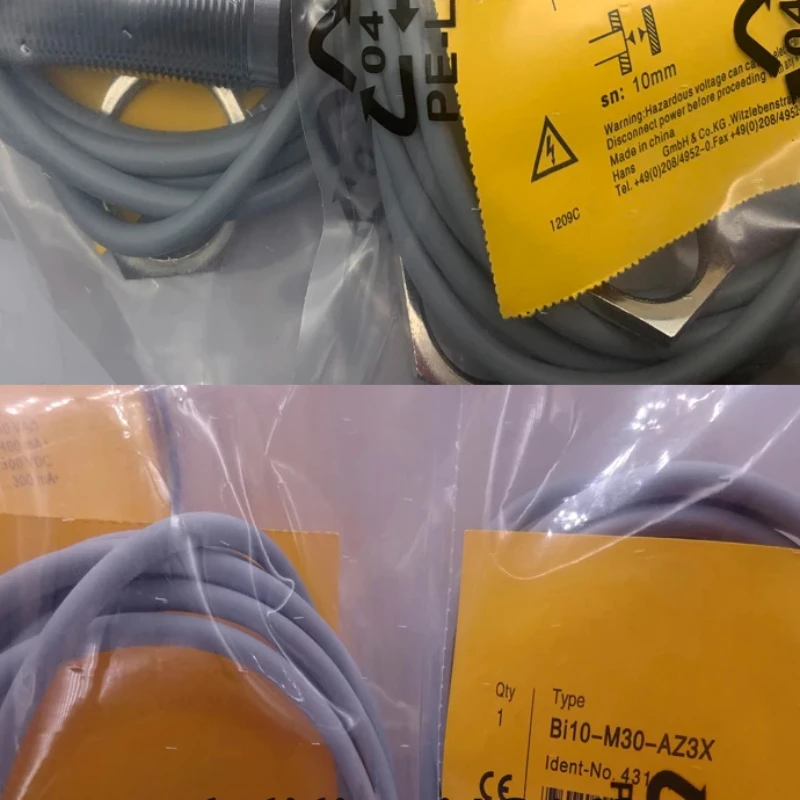 04
PE-L
sn: 10mm
Warning:Hazardous voltage can
Disconnect power before proceeding
Made in china
Hans GmbH & Co.KG .Witzlebenstra
Tel. +49(0)208/4952-0.Fax +49(0)208/4952
1209C
Qty
1
Type
Bi10-M30-AZ3X
Ident-No. 431
CE